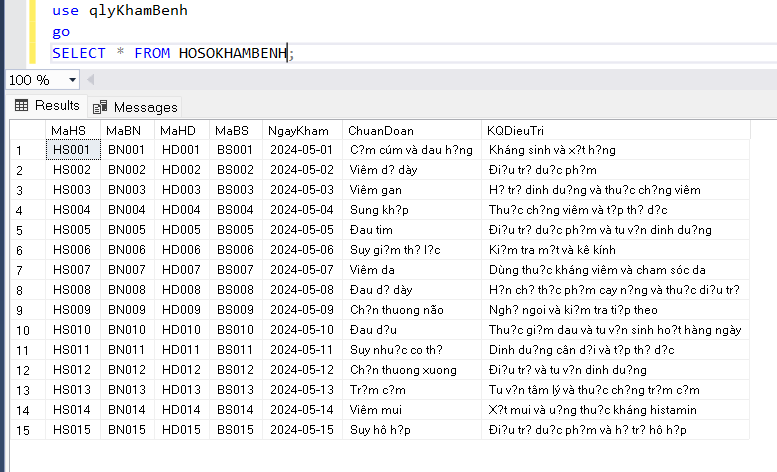 use qlyKhamBenh
go
SELECT * FROM HOSOKHAMBENH;
100 %
Results Messages
MaHS MaBN MaHD MaBS NgayKham ChuanDoan KQDieuTri
1 HS001 BN001 HD001 BS001 2024-05-01 C?m cúm và dau h?ng Kháng sinh và x?t h?ng
2 HS002 BN002 HD002 BS002 2024-05-02 Viêm d? dày Ði?u tr? du?c ph?m
3 HS003 BN003 HD003 BS003 2024-05-03 Viêm gan H? tr? dinh du?ng và thu?c ch?ng viêm
4 HS004 BN004 HD004 BS004 2024-05-04 Sung kh?p Thu?c ch?ng viêm và t?p th? d?c
5 HS005 BN005 HD005 BS005 2024-05-05 Ðau tim Ði?u tr? du?c ph?m và tu v?n dinh du?ng
6 HS006 BN006 HD006 BS006 2024-05-06 Suy gi?m th? l?c Ki?m tra m?t và kê kính
7 HS007 BN007 HD007 BS007 2024-05-07 Viêm da Dùng thu?c kháng viêm và cham sóc da
8 HS008 BN008 HD008 BS008 2024-05-08 Ðau d? dày H?n ch? th?c ph?m cay n?ng và thu?c di?u tr?
9 HS009 BN009 HD009 BS009 2024-05-09 Ch?n thuong não Ngh? ngoi và ki?m tra ti?p theo
10 HS010 BN010 HD010 BS010 2024-05-10 Ðau d?u Thu?c gi?m dau và tu v?n sinh ho?t hàng ngày
11 HS011 BN011 HD011 BS011 2024-05-11 Suy nhu?c co th? Dinh du?ng cân d?i và t?p th? d?c
12 HS012 BN012 HD012 BS012 2024-05-12 Ch?n thuong xuong Ði?u tr? và tu v?n dinh du?ng
13 HS013 BN013 HD013 BS013 2024-05-13 Tr?m c?m Tu v?n tâm lý và thu?c ch?ng tr?m c?m
14 HS014 BN014 HD014 BS014 2024-05-14 Viêm mui X?t mui và u?ng thu?c kháng histamin
15 HS015 BN015 HD015 BS015 2024-05-15 Suy hô h?p Ði?u tr? du?c ph?m và h? tr? hô h?p